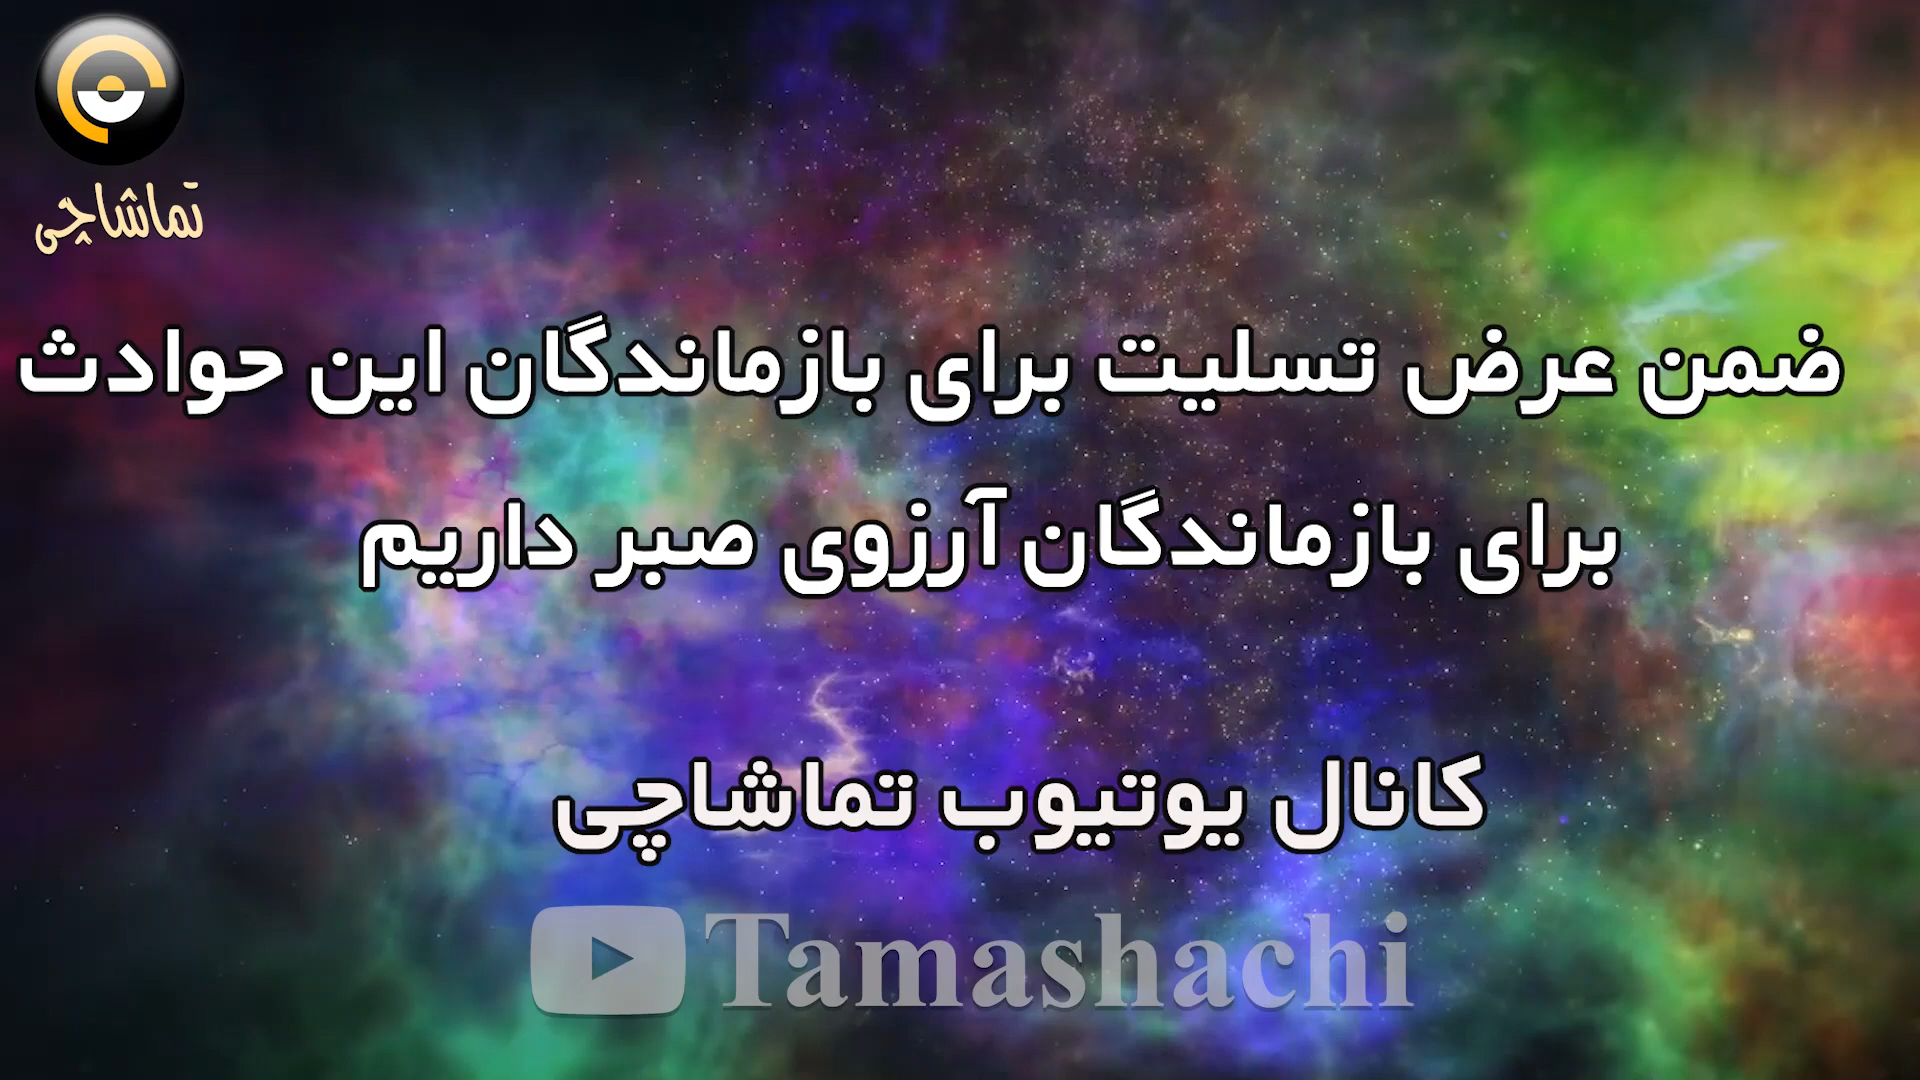 تماشاچی
ضمن عرض تسلیت برای بازماندگان این حوادث
برای بازماندگان آرزوی صبر داریم
کانال یوتیوب تماشاچی
Tamashachi